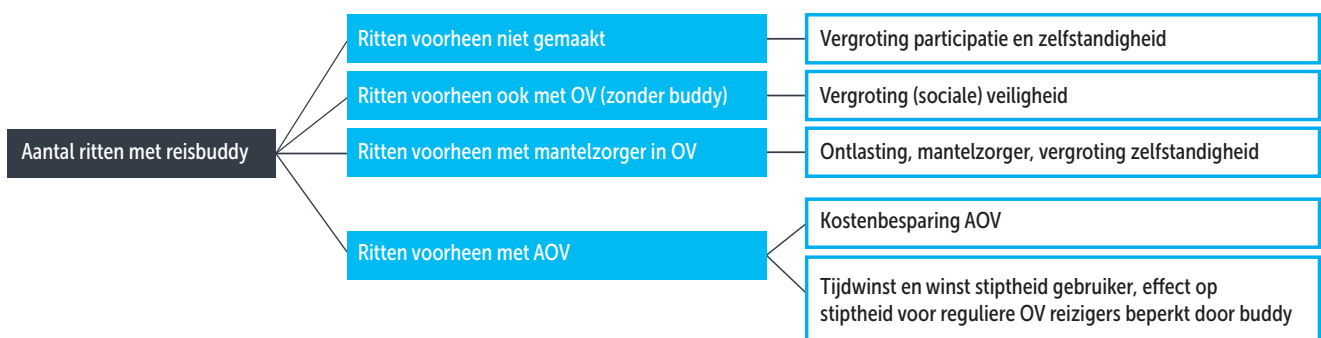 Ritten voorheen niet gemaakt
Vergroting participatie en zelfstandigheid
Ritten voorheen ook met OV (zonder buddy)
Vergroting (sociale) veiligheid
Aantal ritten met reisbuddy
Ritten voorheen met mantelzorger in OV
Ontlasting, mantelzorger, vergroting zelfstandigheid
Ritten voorheen met AOV
Kostenbesparing AOV
Tijdwinst en winst stiptheid gebruiker, effect op
stiptheid voor reguliere OV reizigers beperkt door buddy